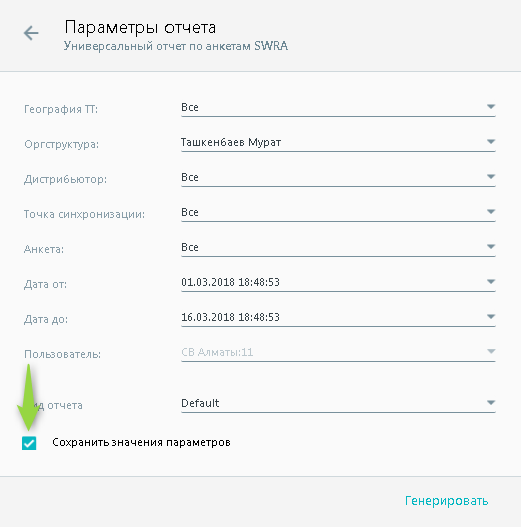 Параметры отчета
Универсальный отчет по анкетам SWRA
География ТТ: Все
Оргструктура: Ташкенбаев Мурат
Дистрибьютор: Все
Точка синхронизации: Все
Анкета: Все
Дата от: 01.03.2018 18:48:53
Дата до: 16.03.2018 18:48:53
Пользователь: СВ Алматы:11
отчета Default
Сохранить значения параметров
Генерировать